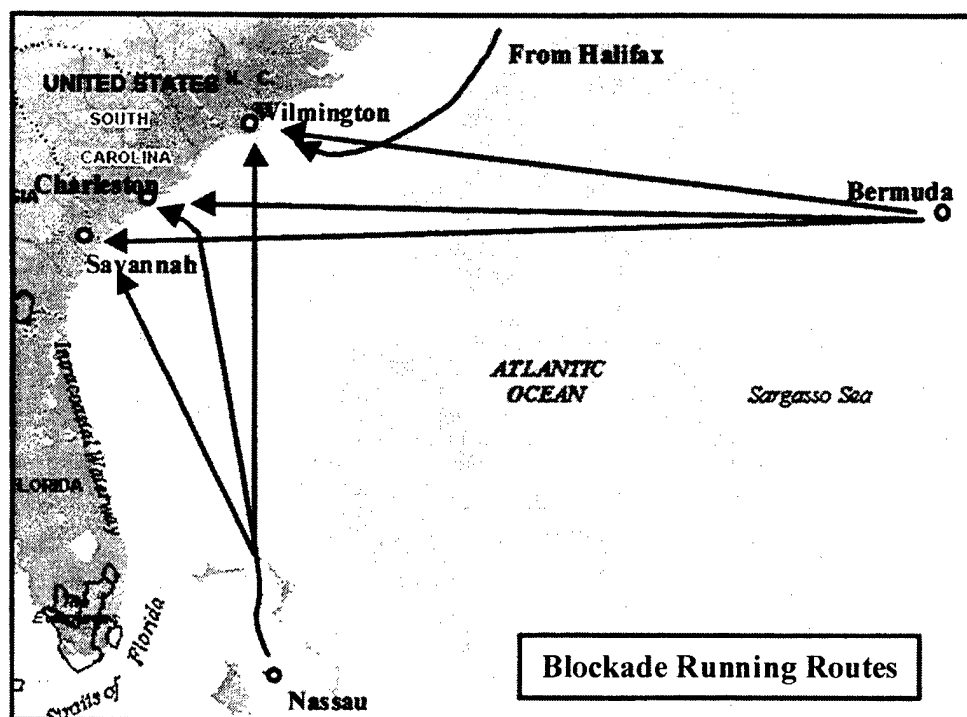 From Halifax
UNITED STATES N. C.
Wilmington
SOUTH
CAROLINA
Charleston
Bermuda
Savannah
ATLANTIC
OCEAN
Sargasso Sea
Intracoastal Waterway
The
Straits of Florida
Blockade Running Routes
Nassau